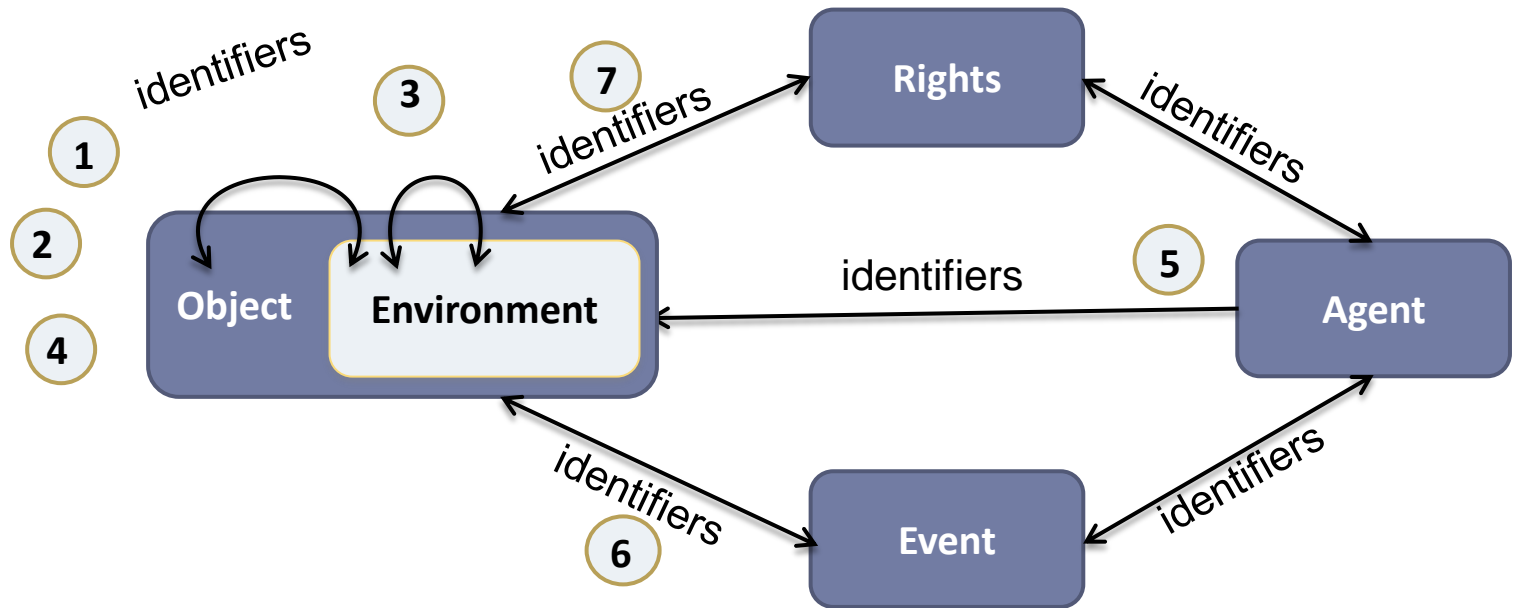 identifiers
3
7
identifiers
Rights
identifiers
1
2
4
Object
Environment
identifiers
5
Agent
identifiers
6
Event
identifiers